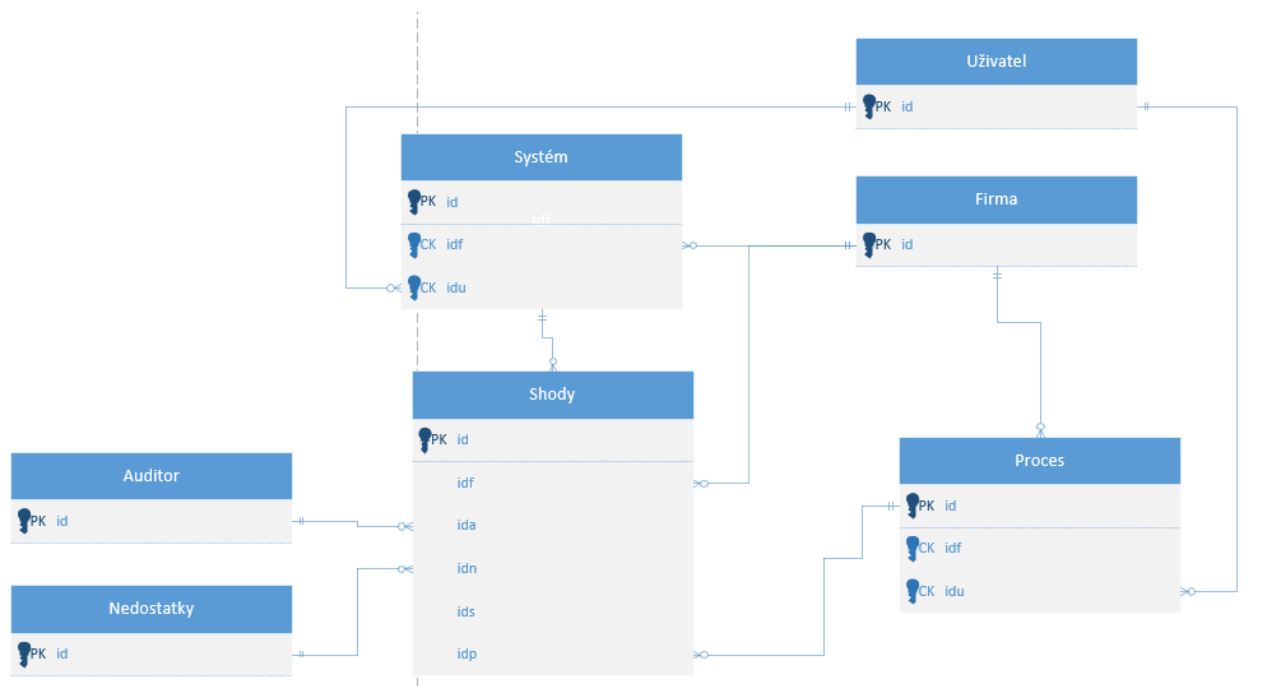 Uživatel
PK id
Systém
PK id
idf
CK idf
CK idu
Firma
PK id
Shody
PK id
idf
ida
idn
ids
idp
Auditor
PK id
Nedostatky
PK id
Proces
PK id
CK idf
CK idu